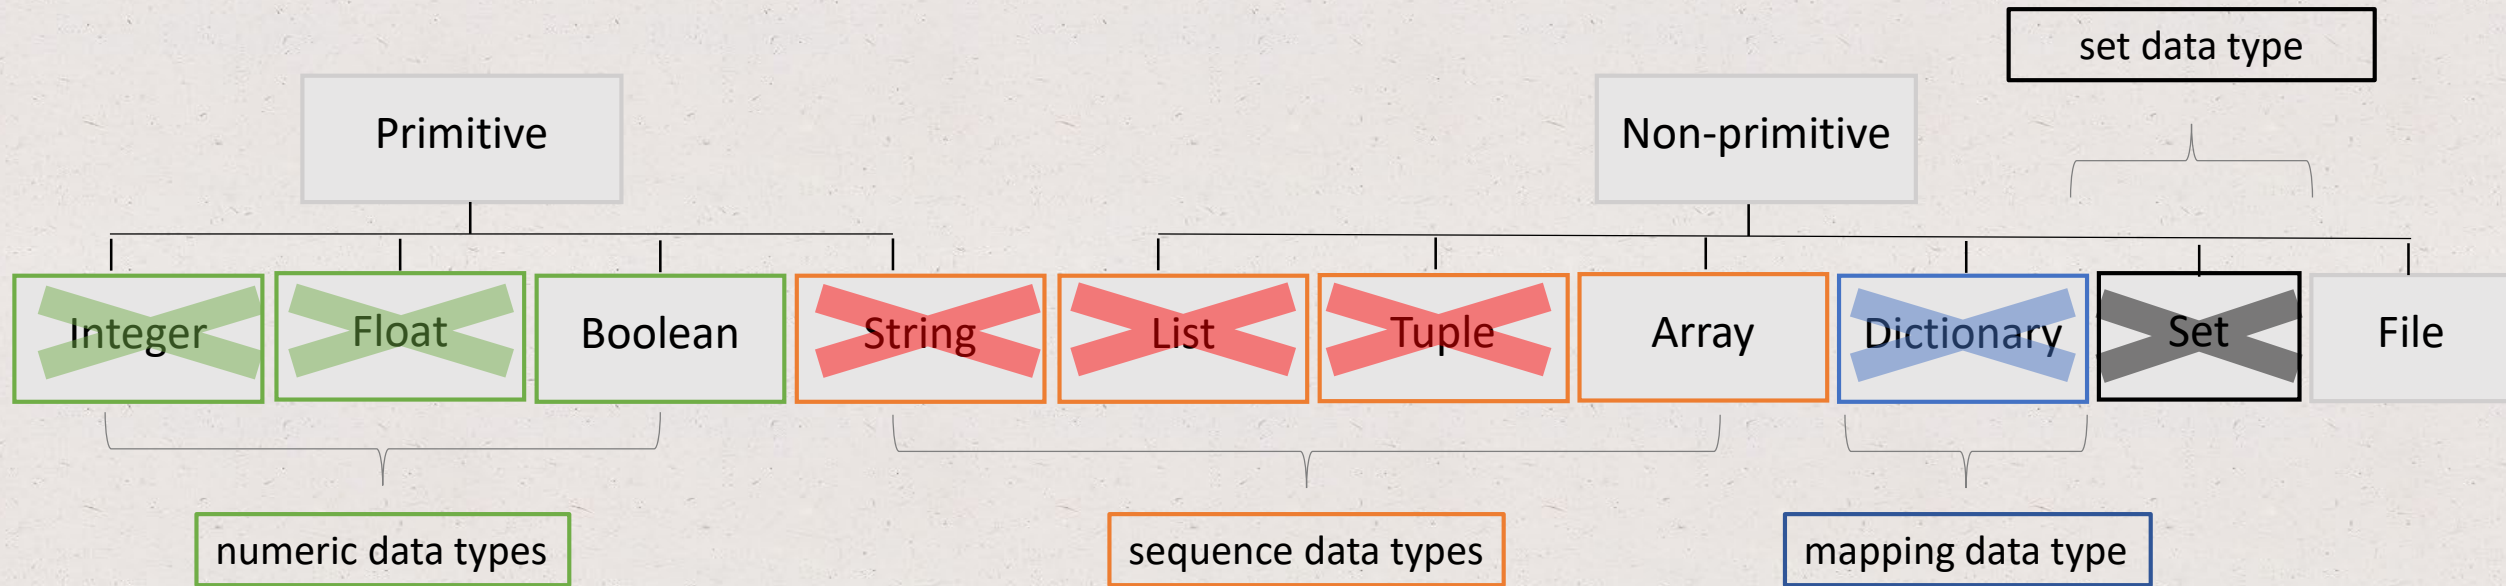 set data type
Primitive
Non-primitive
Integer
Float
Boolean
String
List
Tuple
Array
Dictionary
Set
File
numeric data types
sequence data types
mapping data type